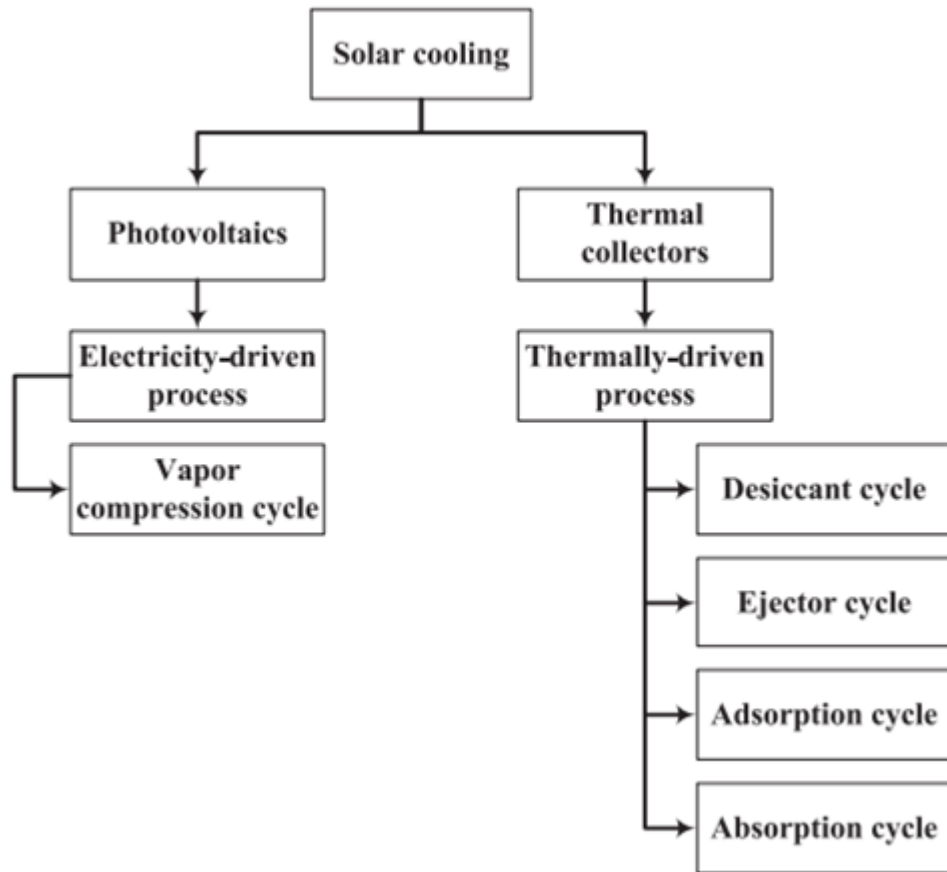 Solar cooling
Photovoltaics
Thermal
collectors
Electricity-driven
process
Thermally-driven
process
Vapor
compression cycle
Desiccant cycle
Ejector cycle
Adsorption cycle
Absorption cycle